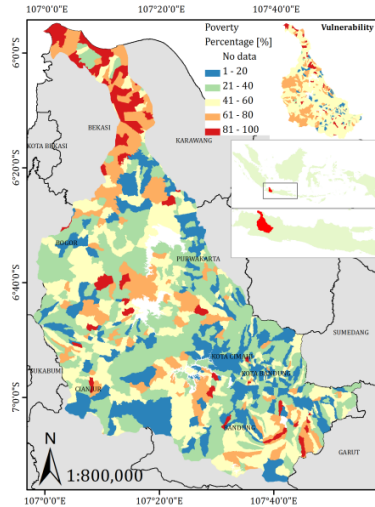 107°0'0"E 107°20'0"E 107°40'0"E
Poverty
Percentage [%]
No data
1 - 20
21 - 40
41 - 60
61 - 80
81 - 100
Vulnerability
6°0'0"S
BEKASI
KARAWANG
KOTA BEKASI
6°20'0"S
BOGOR
PURWAKARTA
6°40'0"S
SUMEDANG
KOTA CIMAHI
SUKABUMI
KOTA BANDUNG
CIANJUR
7°0'0"S
BANDUNG
GARUT
N
1:800,000
107°0'0"E 107°20'0"E 107°40'0"E